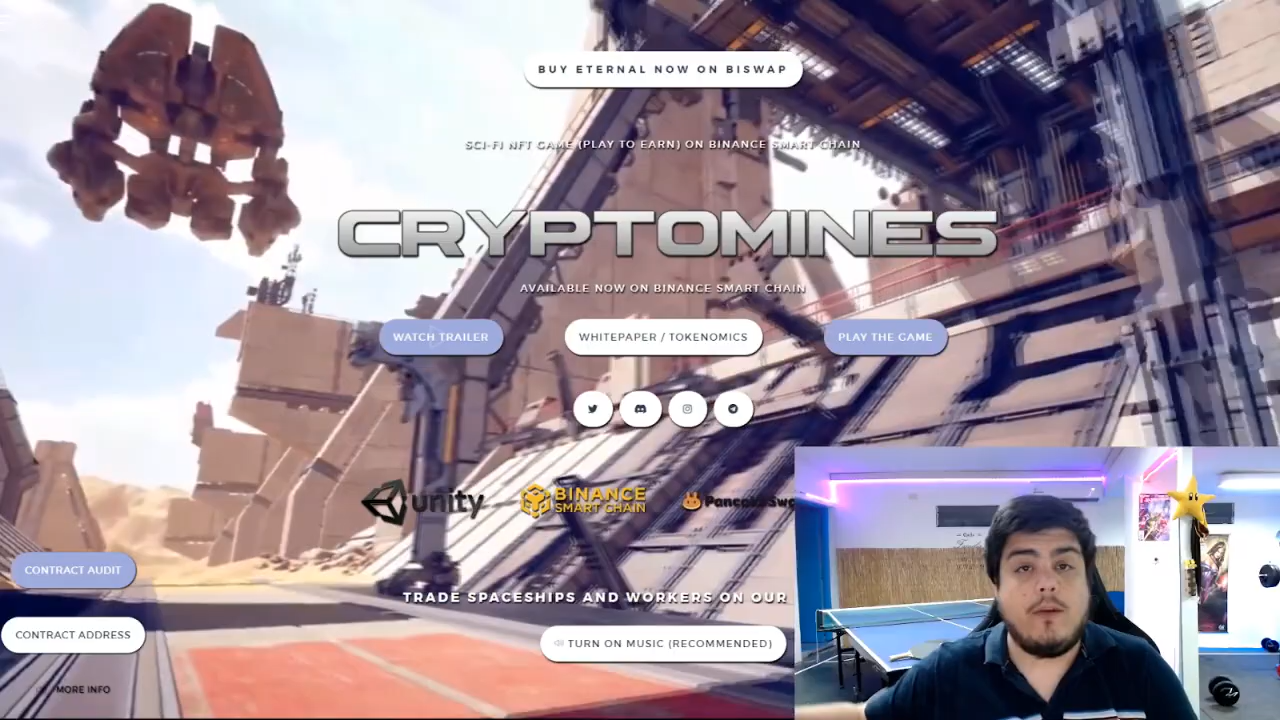 BUY ETERNAL NOW ON BISWAP
SCI-FI NFT GAME (PLAY TO EARN) ON BINANCE SMART CHAIN
CRYPTOMINES
AVAILABLE NOW ON BINANCE SMART CHAIN
WATCH TRAILER
WHITEPAPER / TOKENOMICS
PLAY THE GAME
unity
BINANCE
SMART CHAIN
PancakeSwa
CONTRACT AUDIT
TRADE SPACESHIPS AND WORKERS ON OUR
CONTRACT ADDRESS
TURN ON MUSIC (RECOMMENDED)
MORE INFO